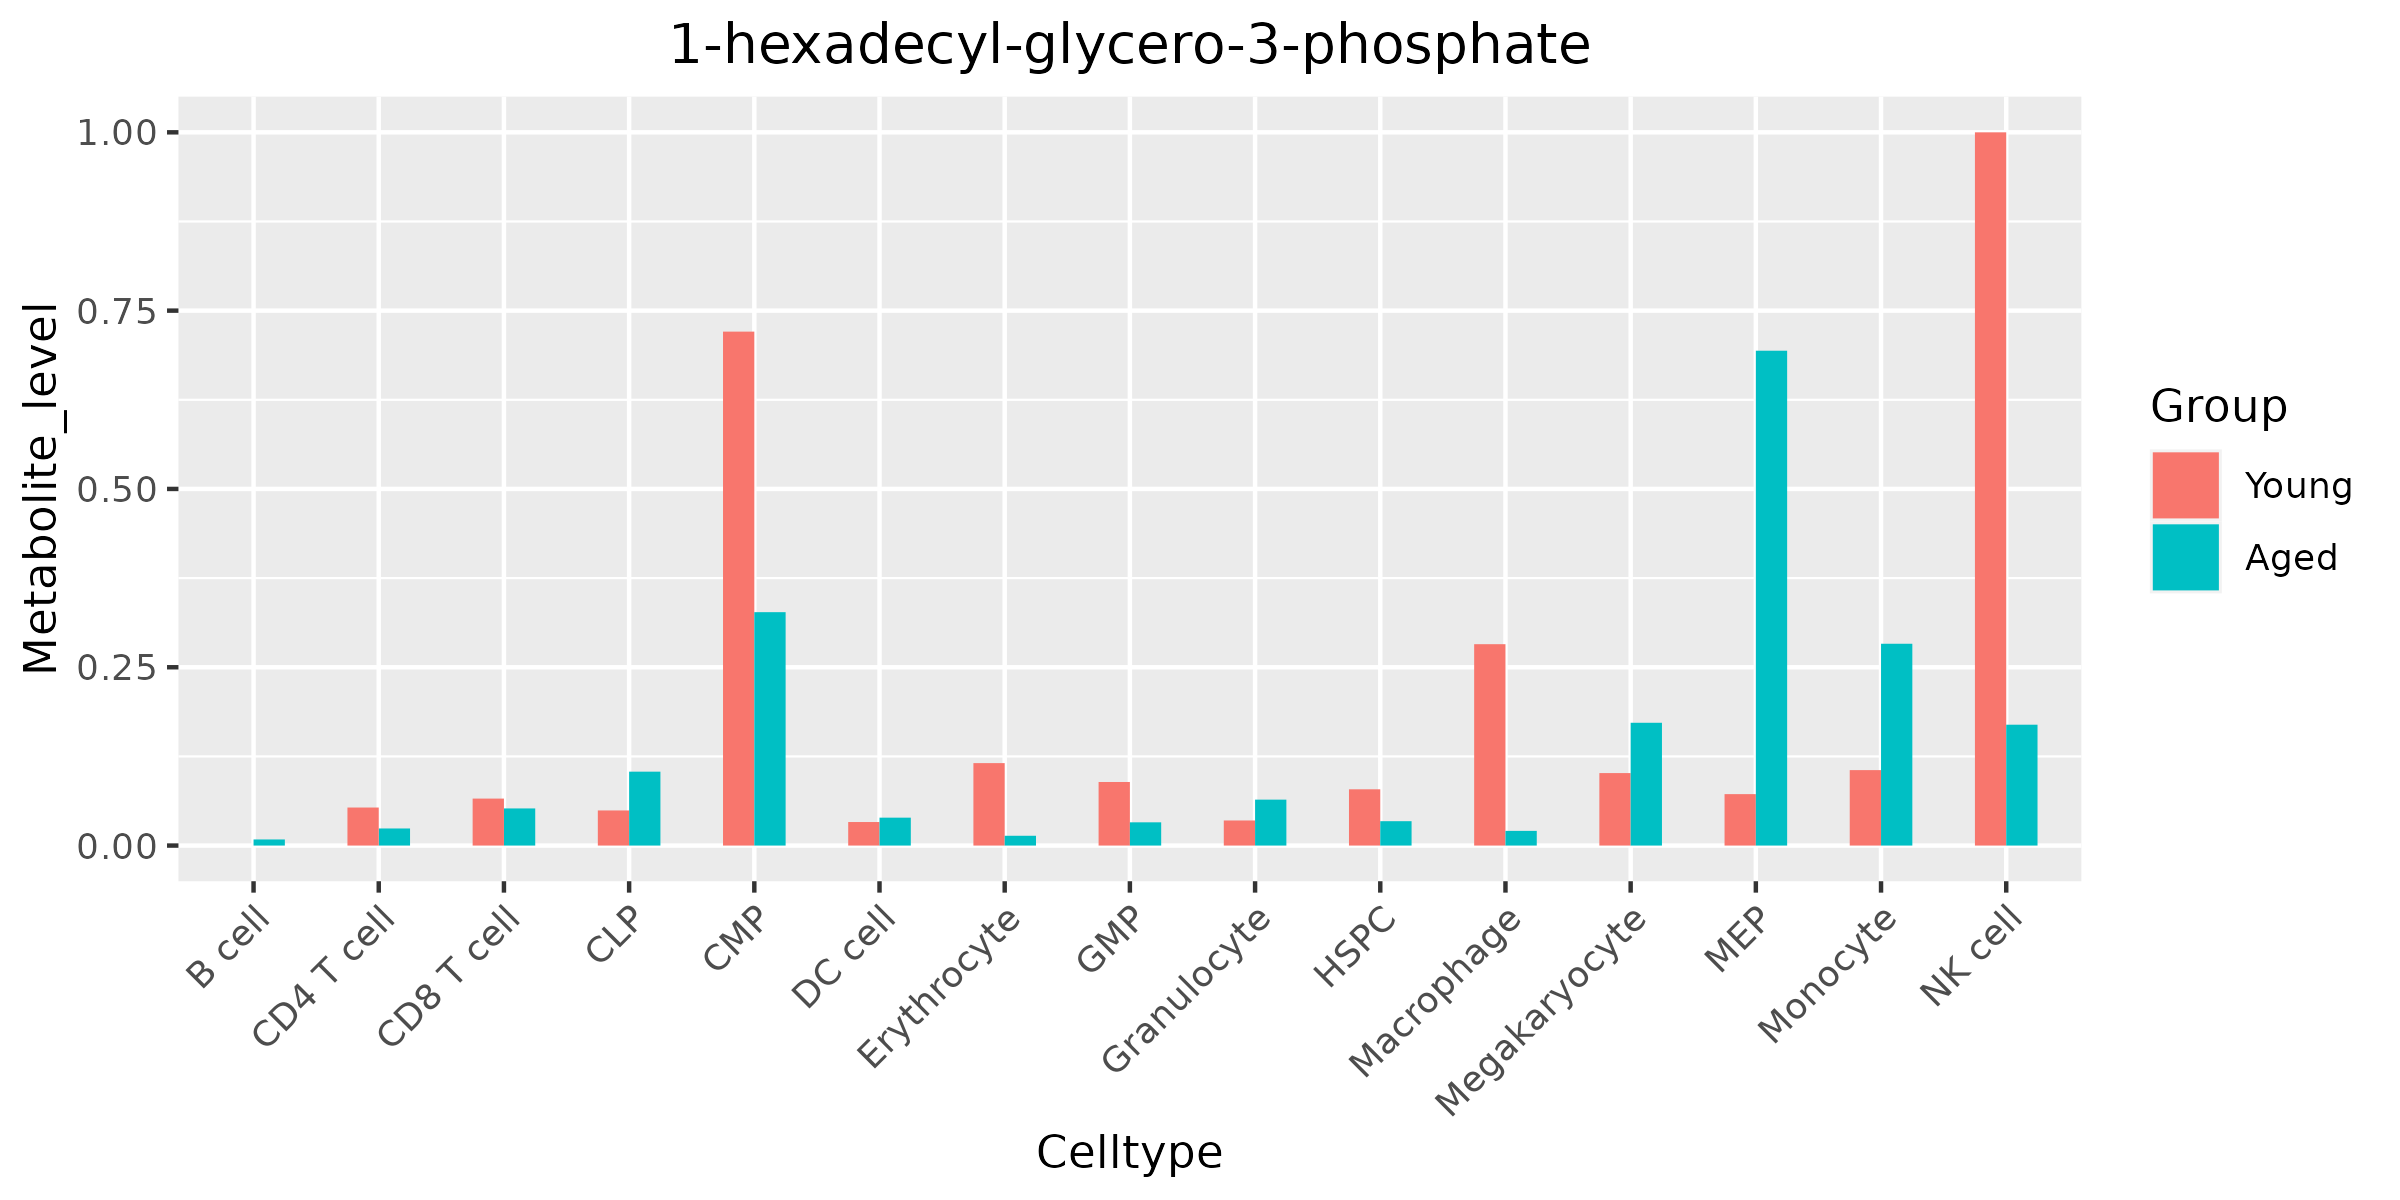 1-hexadecyl-glycero-3-phosphate
Metabolite_level
1.00
0.75
0.50
0.25
0.00
B cell
CD4 T cell
CD8 T cell
CLP
CMP
DC cell
Erythrocyte
GMP
Granulocyte
HSPC
Macrophage
Megakaryocyte
MEP
Monocyte
NK cell
Celltype
Group
Young
Aged